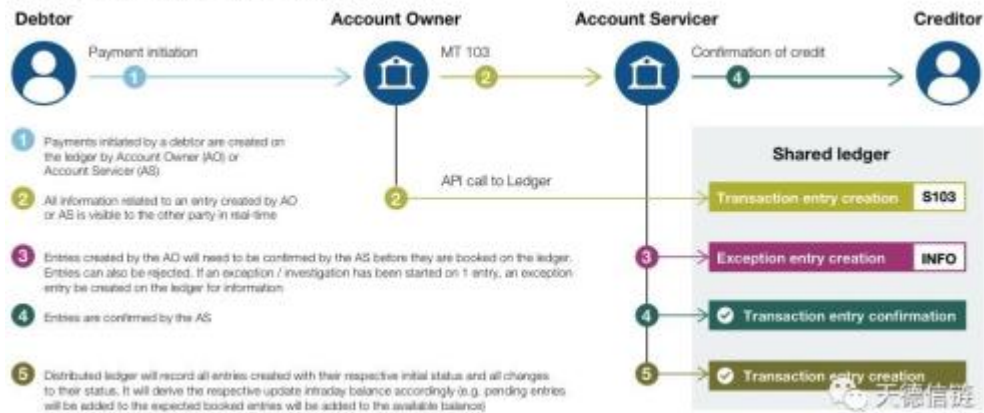 Debtor
Account Owner
Account Servicer
Creditor
Payment initiation
MT 103
Confirmation of credit
1
2
4
1 Payments initiated by a debtor are created on
the ledger by Account Owner (AO) or
Account Servicer (AS)
2 All information related to an entry created by AO
or AS is visible to the other party in real-time
3 Entries created by the AO will need to be confirmed by the AS before they are booked on the ledger.
Entries can also be rejected. If an exception / investigation has been started on 1 entry, an exception
entry be created on the ledger for information
4 Entries are confirmed by the AS
5 Distributed ledger will record all entries created with their respective initial status and all changes
to their status. It will derive the respective update intraday balance accordingly (e.g. pending entries
will be added to the expected booked entries will be added to the available balance)
Shared ledger
API call to Ledger
2
Transaction entry creation S103
3
Exception entry creation INFO
4
Transaction entry confirmation
5
Transaction entry creation
天德信链